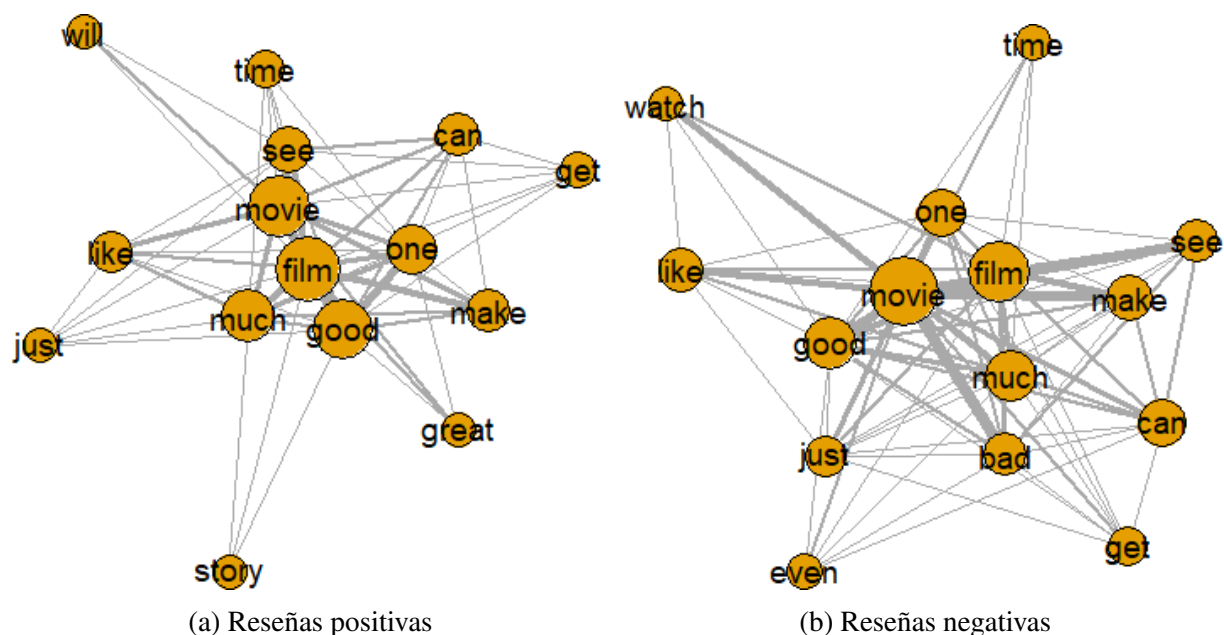 will
time
can
see
get
movie
like
one
film
much
good
make
just
great
story
(a) Reseñas positivas
time
watch
one
see
like
film
movie
make
good
much
can
just
bad
get
even
(b) Reseñas negativas